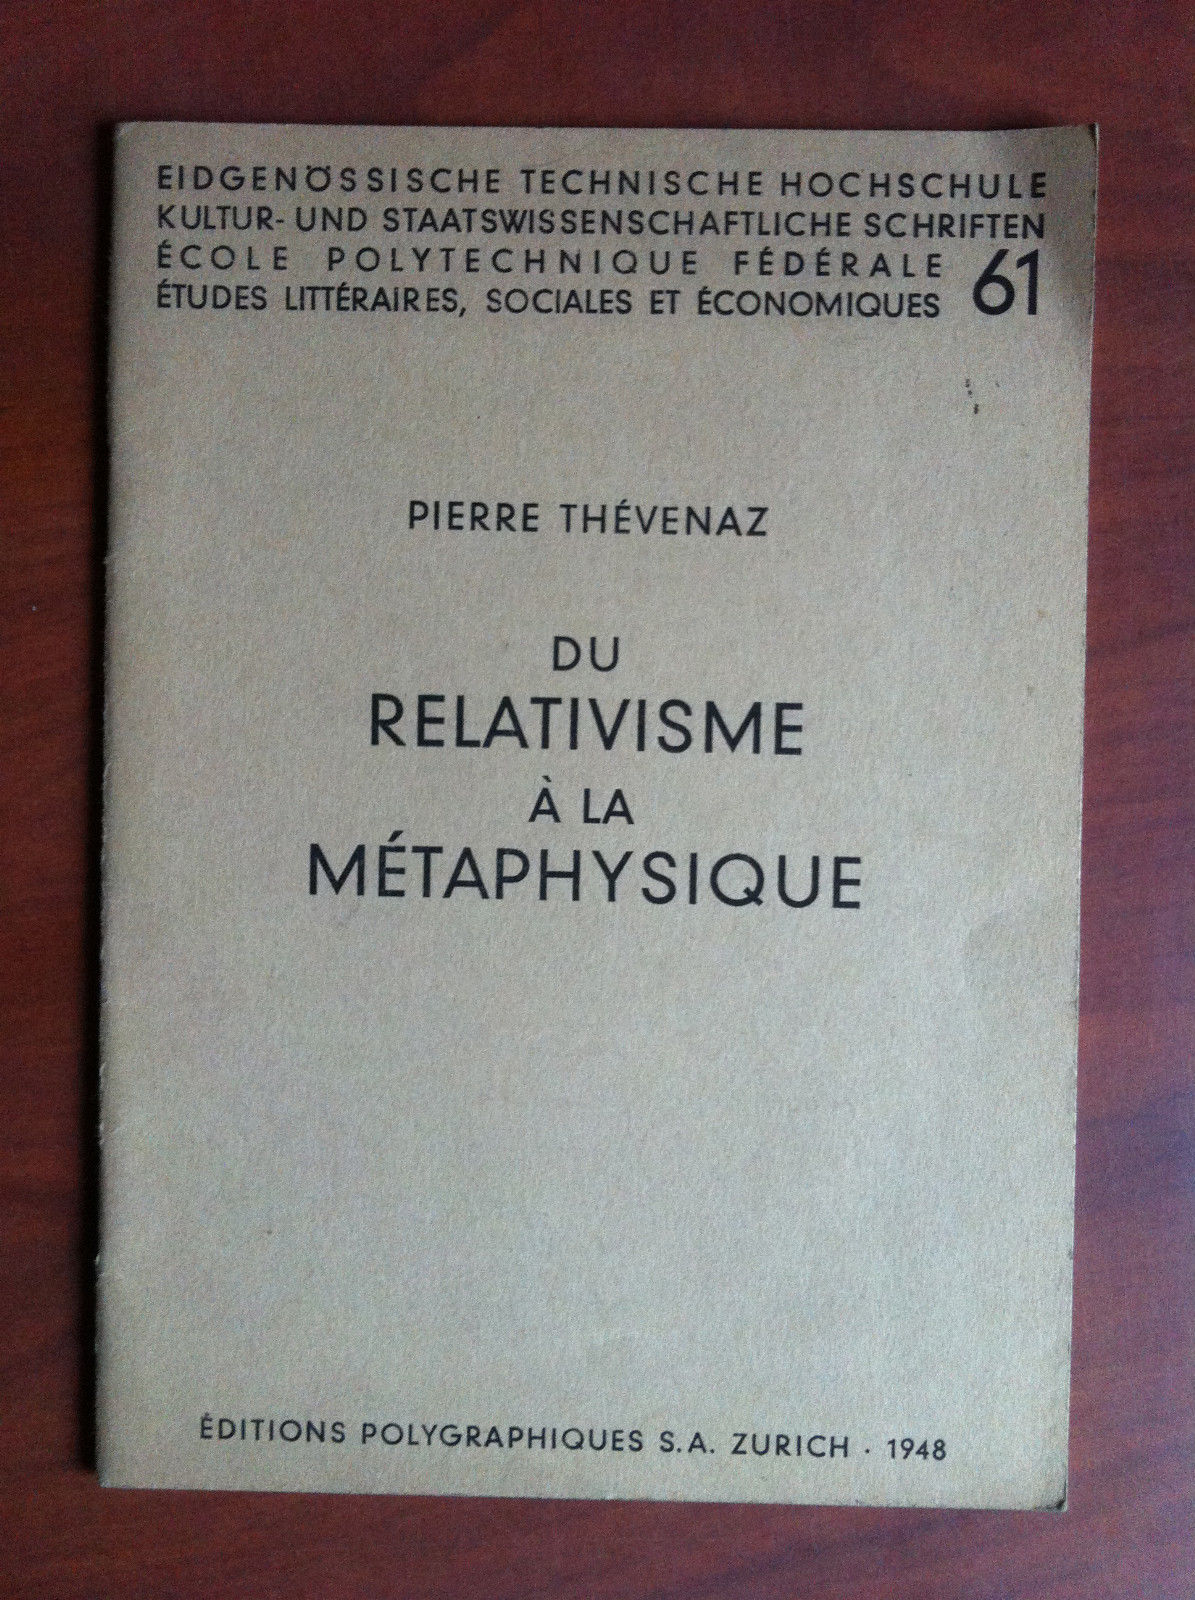 EIDGENÖSSISCHE TECHNISCHE HOCHSCHULE
KULTUR- UND STAATSWISSENSCHAFTLICHE SCHRIFTEN
ÉCOLE POLYTECHNIQUE FÉDÉRALE
ÉTUDES LITTÉRAIRES, SOCIALES ET ÉCONOMIQUES 61
PIERRE THÉVENAZ
DU
RELATIVISME
À LA
MÉTAPHYSIQUE
ÉDITIONS POLYGRAPHIQUES S.A. ZURICH · 1948